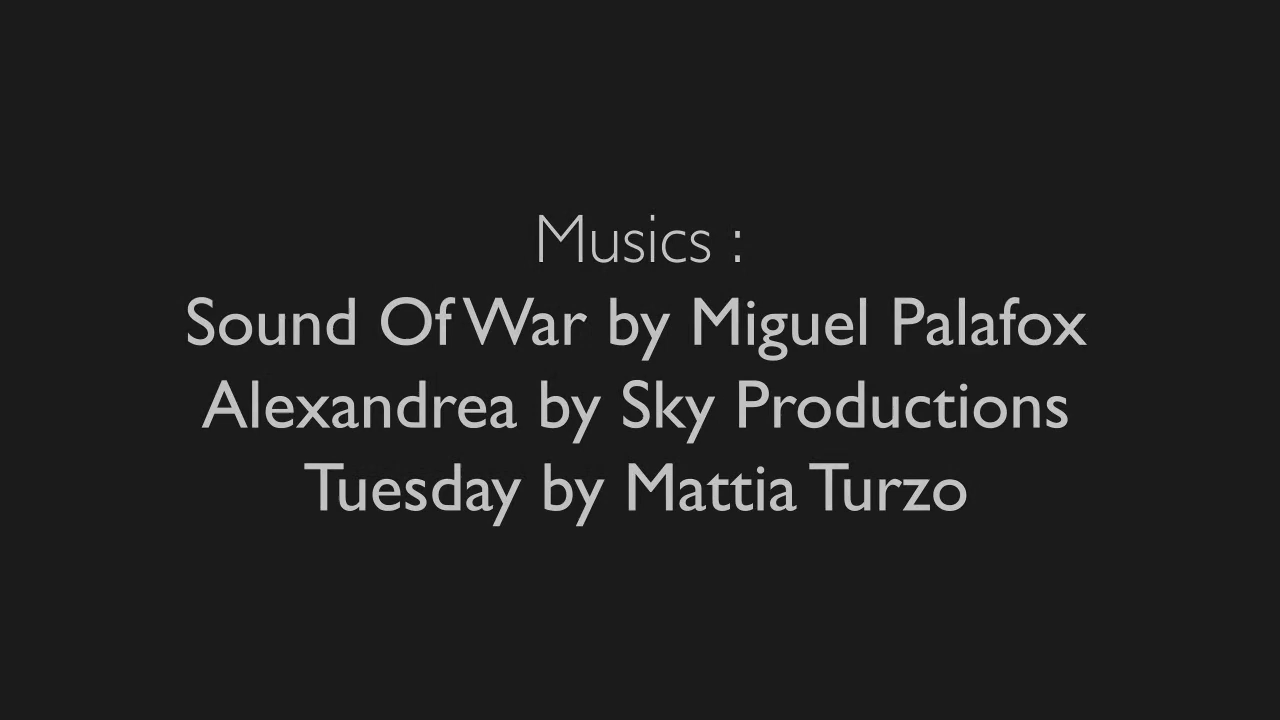 Musics :
Sound Of War by Miguel Palafox
Alexandrea by Sky Productions
Tuesday by Mattia Turzo